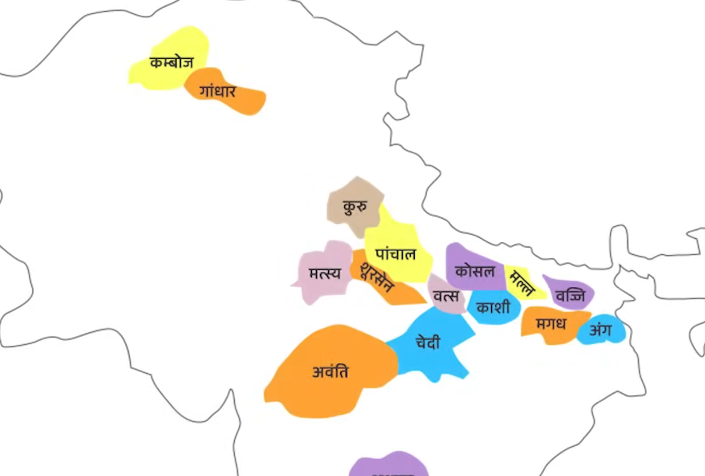 कम्बोज
गांधार
कुरु
पांचाल
मत्स्य
शूरसेन
कोसल
मल्ल
वत्स
काशी
वज्जि
मगध
अंग
चेदी
अवंति